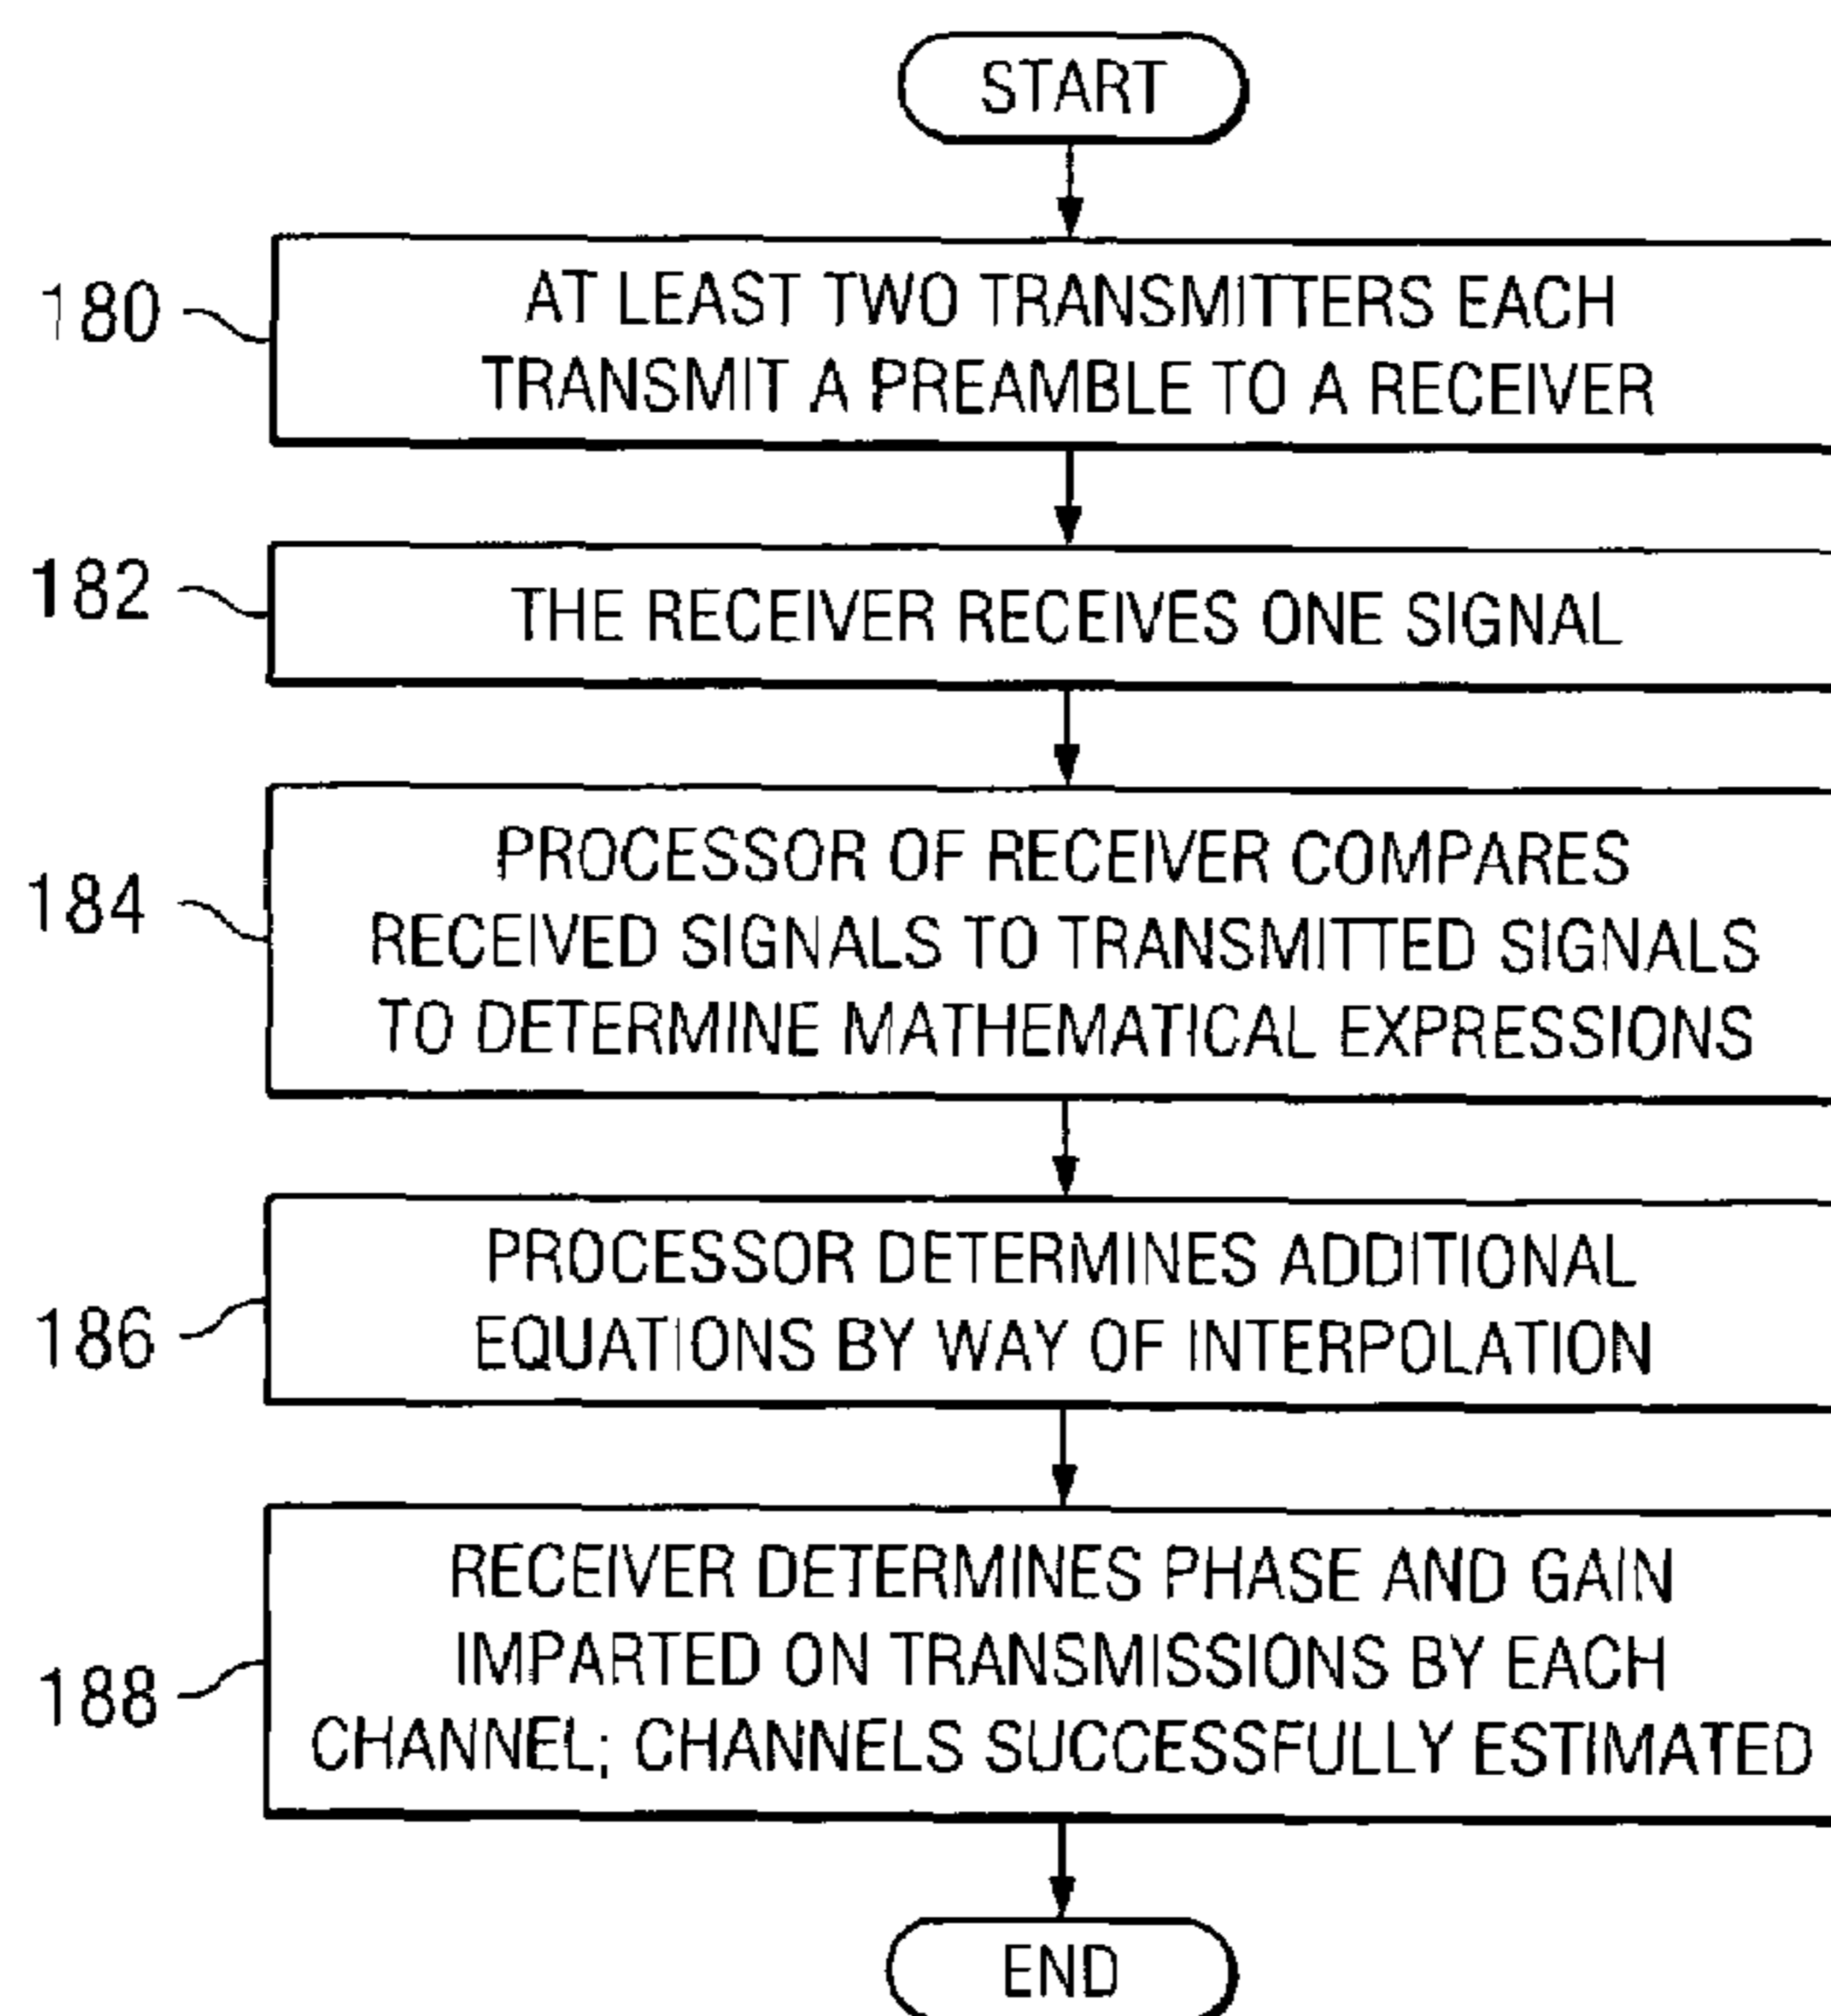 START
180
AT LEAST TWO TRANSMITTERS EACH
TRANSMIT A PREAMBLE TO A RECEIVER
182
THE RECEIVER RECEIVES ONE SIGNAL
184
PROCESSOR OF RECEIVER COMPARES
RECEIVED SIGNALS TO TRANSMITTED SIGNALS
TO DETERMINE MATHEMATICAL EXPRESSIONS
186
PROCESSOR DETERMINES ADDITIONAL
EQUATIONS BY WAY OF INTERPOLATION
188
RECEIVER DETERMINES PHASE AND GAIN
IMPARTED ON TRANSMISSIONS BY EACH
CHANNEL; CHANNELS SUCCESSFULLY ESTIMATED
END